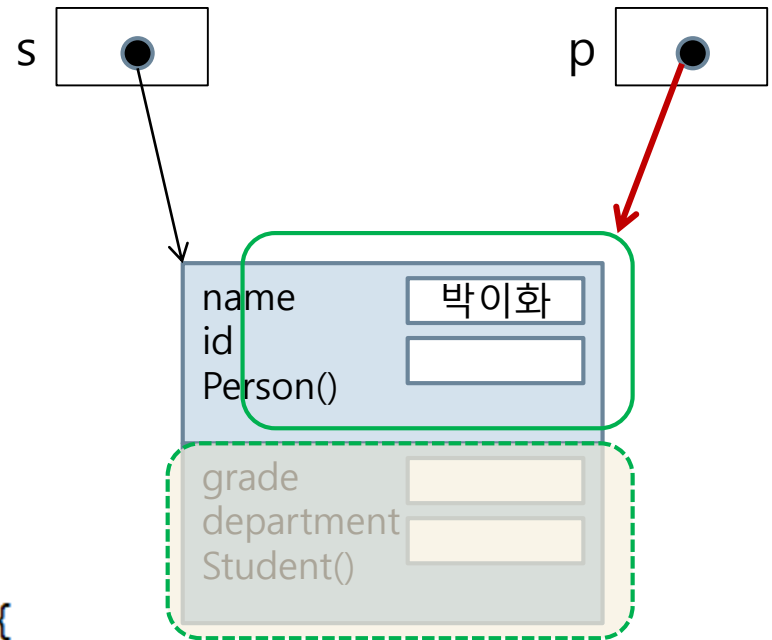 s
p
name 박이화
id
Person()
grade
department
Student()
{